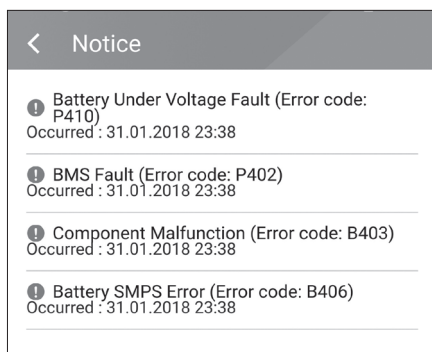 Notice
Battery Under Voltage Fault (Error code:
P410)
Occurred : 31.01.2018 23:38
BMS Fault (Error code: P402)
Occurred : 31.01.2018 23:38
Component Malfunction (Error code: B403)
Occurred : 31.01.2018 23:38
Battery SMPS Error (Error code: B406)
Occurred : 31.01.2018 23:38